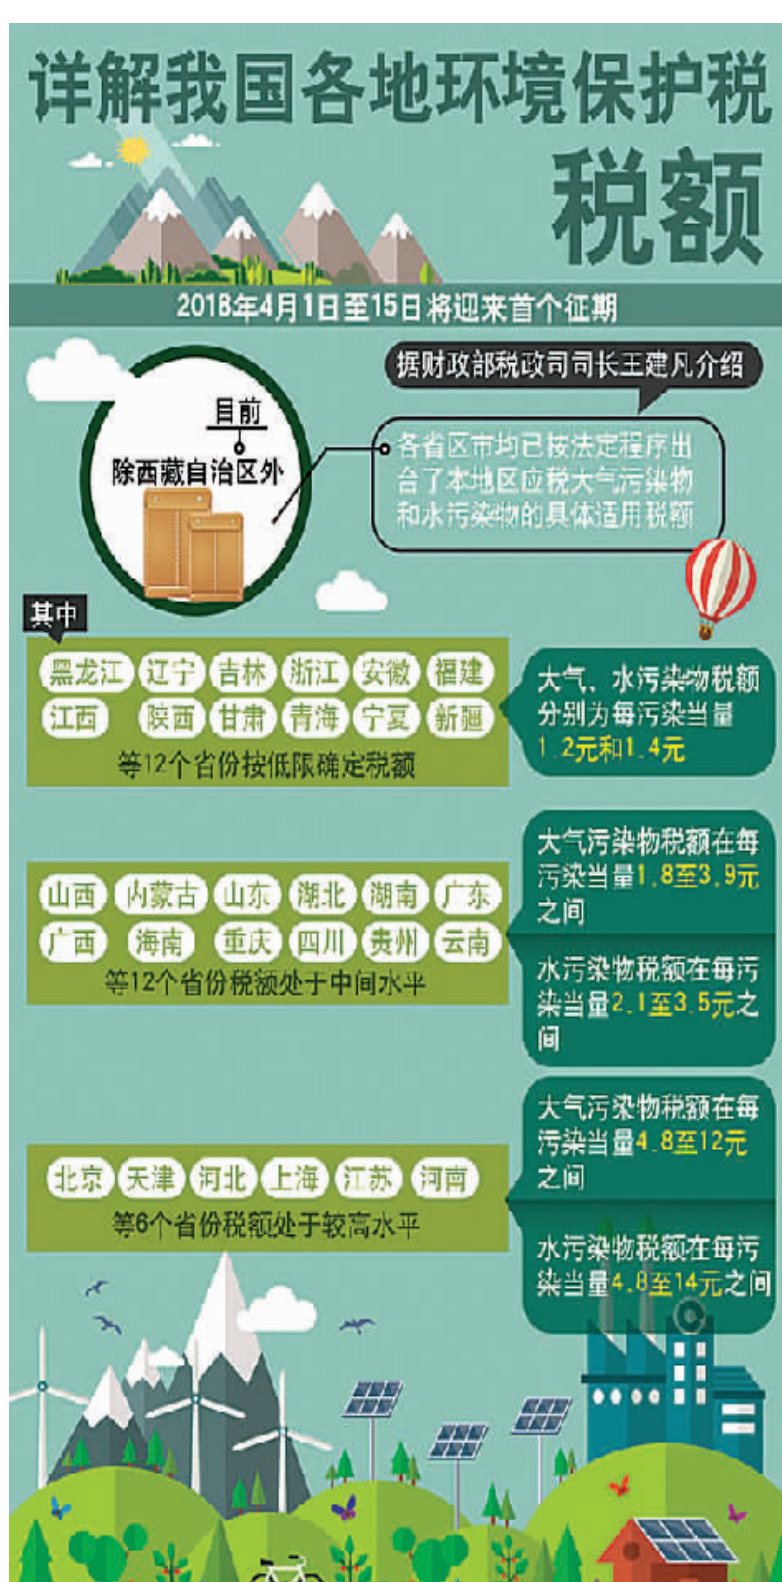 详解我国各地环境保护税
税额
2018年4月1日至15日将迎来首个征期
据财政部税政司司长王建凡介绍
目前
除西藏自治区外
各省区市均已按法定程序出
台了本地区应税大气污染物
和水污染物的具体适用税额
其中
黑龙江 辽宁 吉林 浙江 安徽 福建
江西 陕西 甘肃 青海 宁夏 新疆
等12个省份按低限确定税额
大气、水污染物税额
分别为每污染当量
1.2元和1.4元
山西 内蒙古 山东 湖北 湖南 广东
广西 海南 重庆 四川 贵州 云南
等12个省份税额处于中间水平
大气污染物税额在每
污染当量1.8至3.9元
之间
水污染物税额在每污
染当量2.1至3.5元之
间
北京 天津 河北 上海 江苏 河南
等6个省份税额处于较高水平
大气污染物税额在每
污染当量4.8至12元
之间
水污染物税额在每污
染当量4.8至14元之间